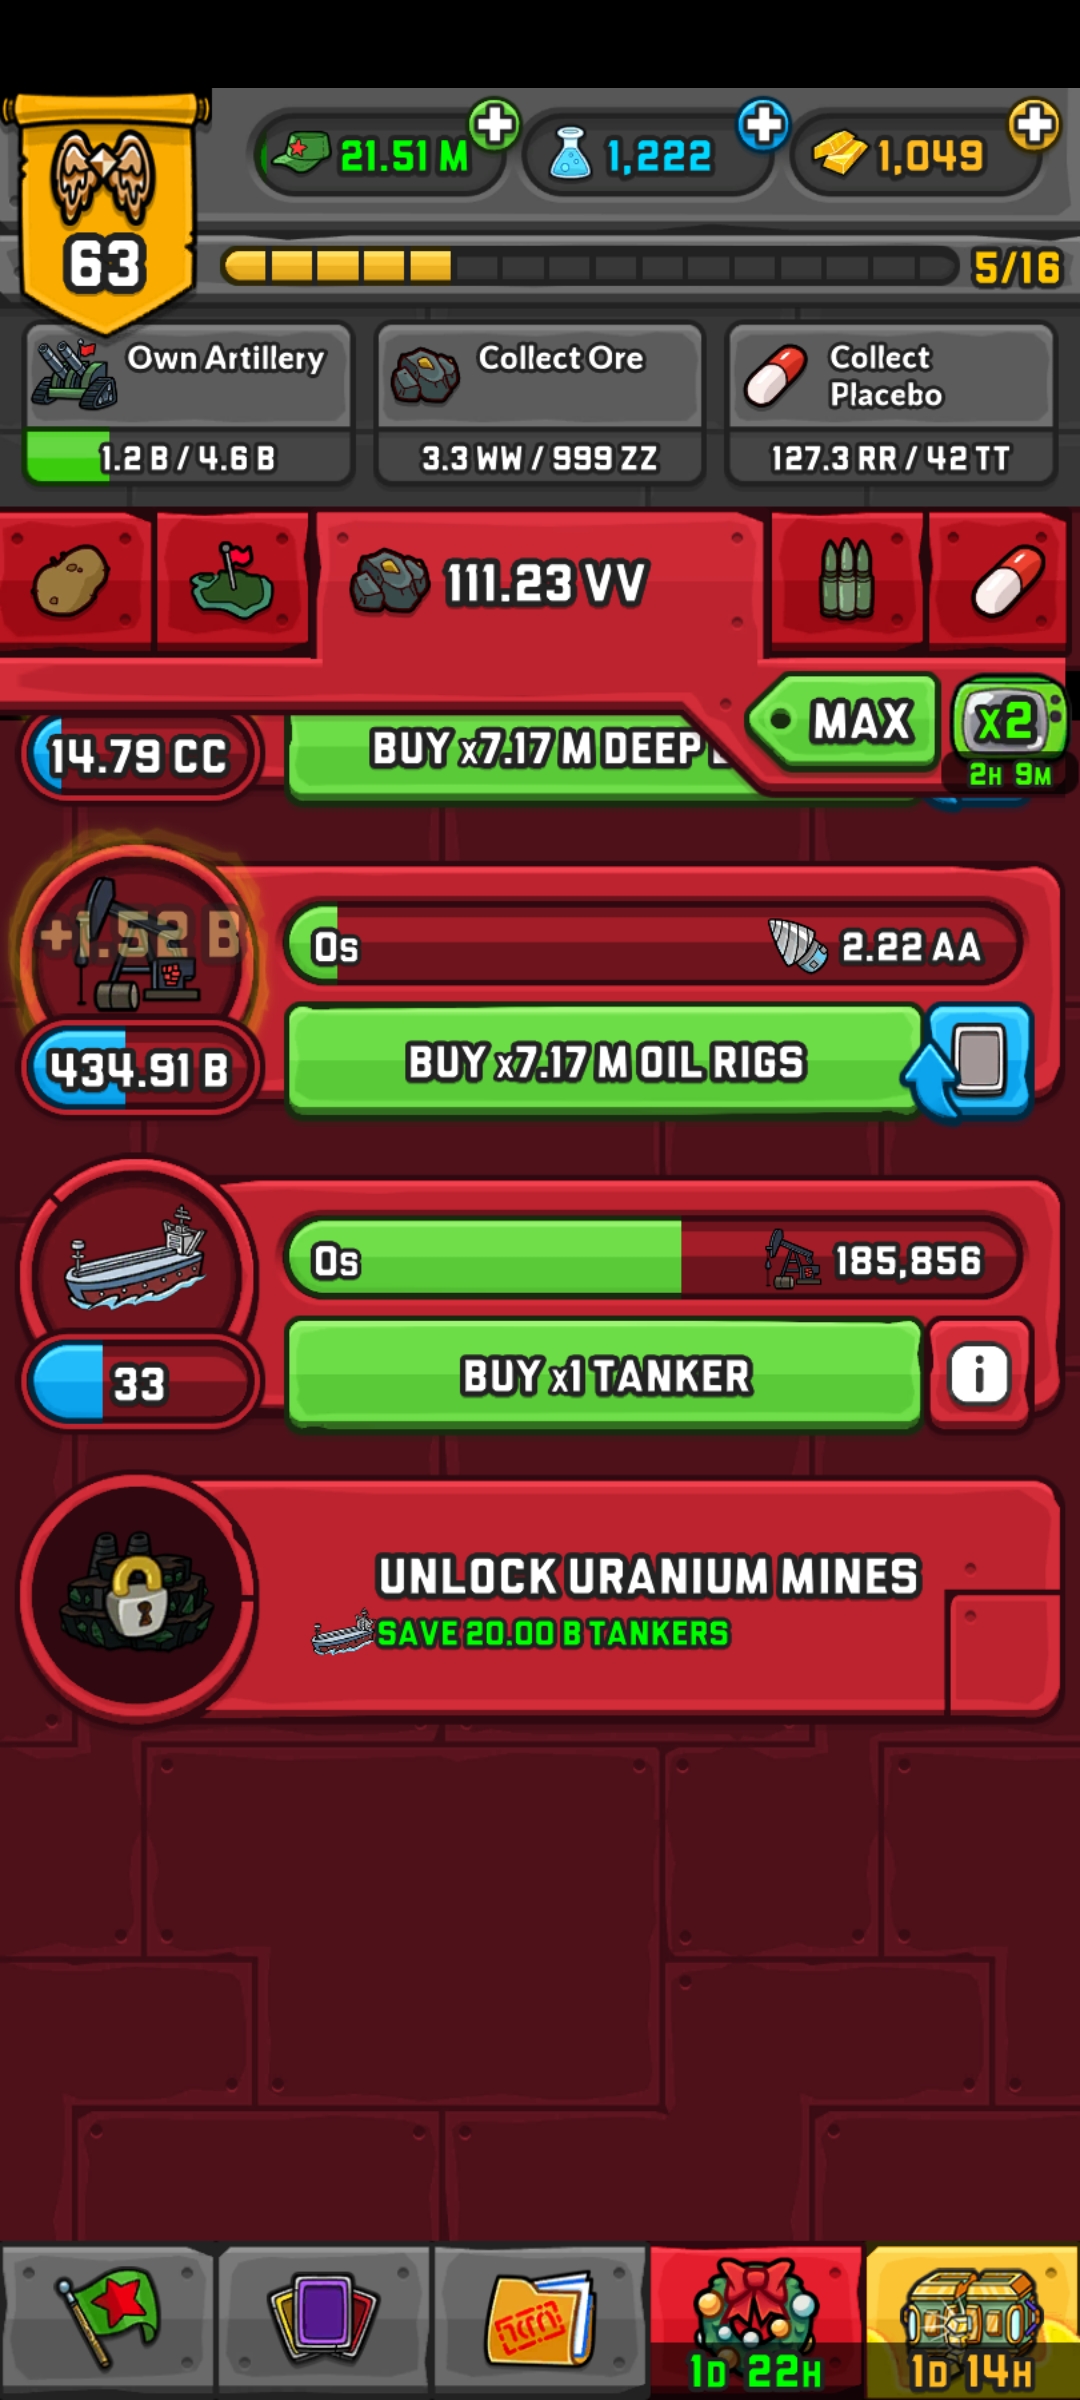 21.51 M
1,222
1,049
63
5/16
Own Artillery
1.2 B / 4.6 B
Collect Ore
3.3 WW / 999 ZZ
Collect
Placebo
127.3 RR / 42 TT
111.23 VV
MAX
x2
2H 9M
14.79 CC
BUY x7.17 M DEEP
+1.52 B
0s
2.22 AA
434.91 B
BUY x7.17 M OIL RIGS
0s
185,856
33
BUY x1 TANKER
i
UNLOCK URANIUM MINES
SAVE 20.00 B TANKERS
1D 22H
1D 14H